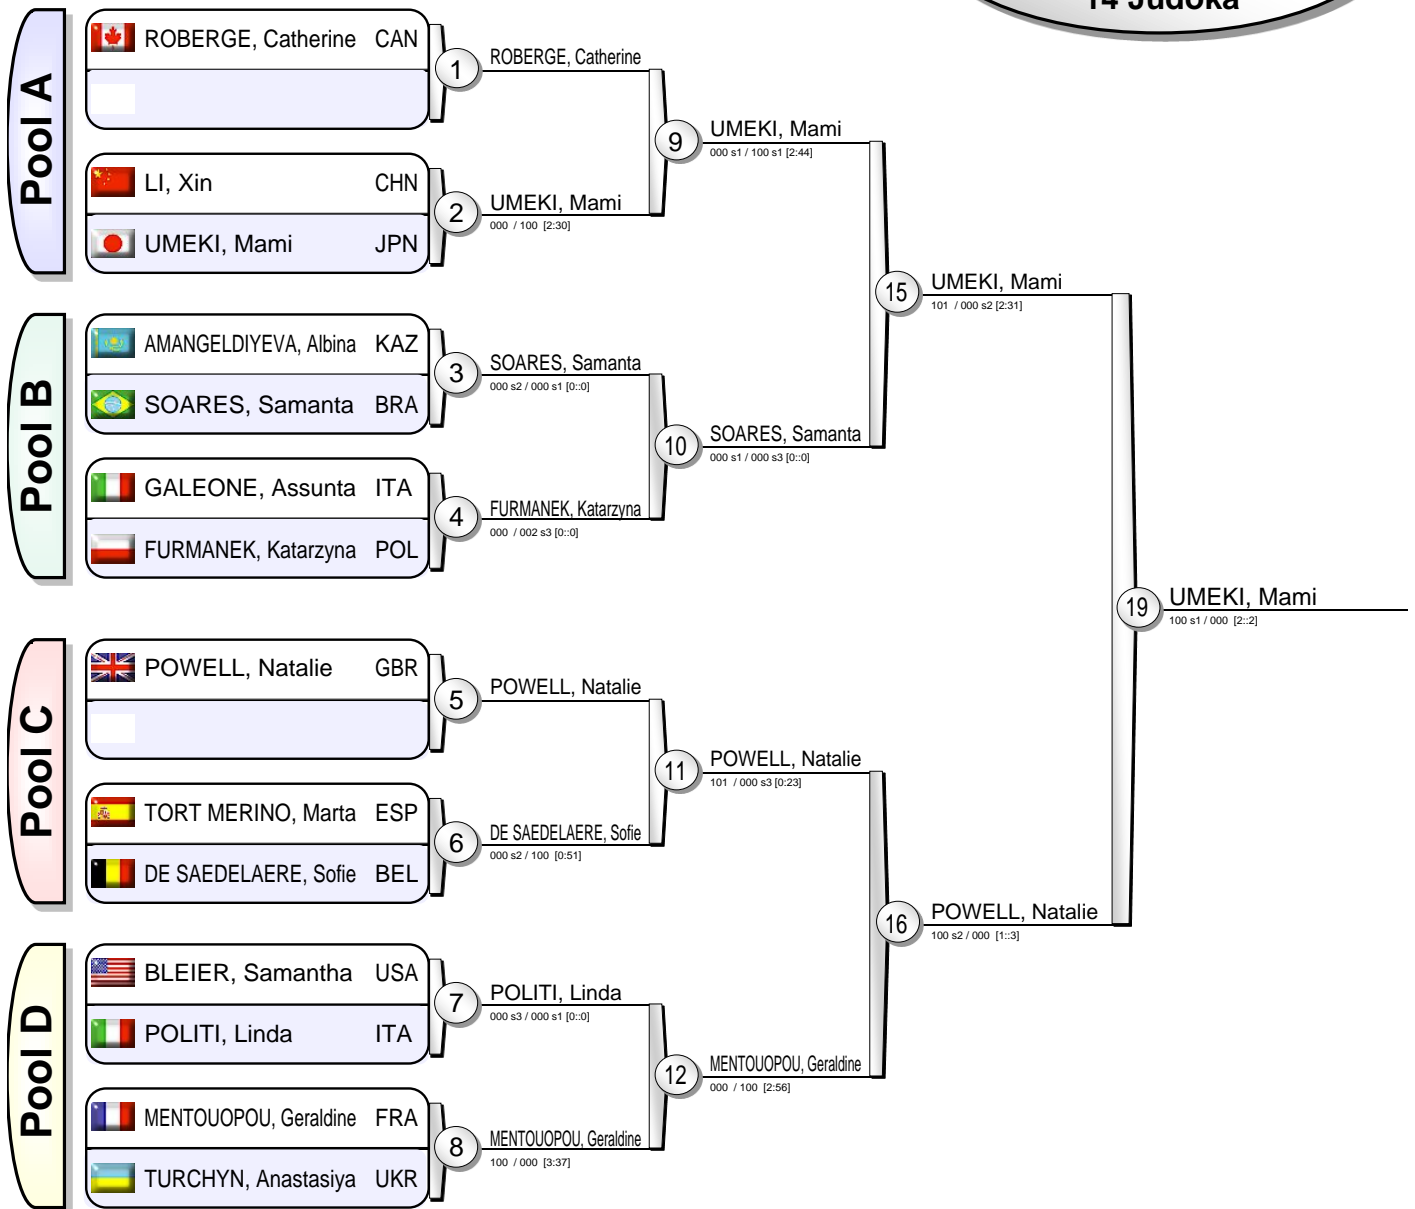 14 Judoka
Pool A
ROBERGE, Catherine CAN
1
ROBERGE, Catherine
LI, Xin CHN
UMEKI, Mami JPN
2
UMEKI, Mami
000 / 100 [2:30]
9
UMEKI, Mami
000 s1 / 100 s1 [2:44]
Pool B
AMANGELDIYEVA, Albina KAZ
SOARES, Samanta BRA
3
SOARES, Samanta
000 s2 / 000 s1 [0::0]
GALEONE, Assunta ITA
FURMANEK, Katarzyna POL
4
FURMANEK, Katarzyna
000 / 002 s3 [0::0]
10
SOARES, Samanta
000 s1 / 000 s3 [0::0]
15
UMEKI, Mami
101 / 000 s2 [2:31]
Pool C
POWELL, Natalie GBR
5
POWELL, Natalie
TORT MERINO, Marta ESP
DE SAEDELAERE, Sofie BEL
6
DE SAEDELAERE, Sofie
000 s2 / 100 [0:51]
11
POWELL, Natalie
101 / 000 s3 [0:23]
Pool D
BLEIER, Samantha USA
POLITI, Linda ITA
7
POLITI, Linda
000 s3 / 000 s1 [0::0]
MENTOUOPOU, Geraldine FRA
TURCHYN, Anastasiya UKR
8
MENTOUOPOU, Geraldine
100 / 000 [3:37]
12
MENTOUOPOU, Geraldine
000 / 100 [2:56]
16
POWELL, Natalie
100 s2 / 000 [1::3]
19
UMEKI, Mami
100 s1 / 000 [2::2]